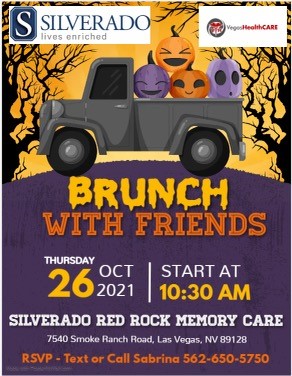 SILVERADO
lives enriched
VegasHealthCARE
BRUNCH
WITH FRIENDS
THURSDAY
26 OCT 2021
START AT
10:30 AM
SILVERADO RED ROCK MEMORY CARE
7540 Smoke Ranch Road, Las Vegas, NV 89128
RSVP - Text or Call Sabrina 562-650-5750